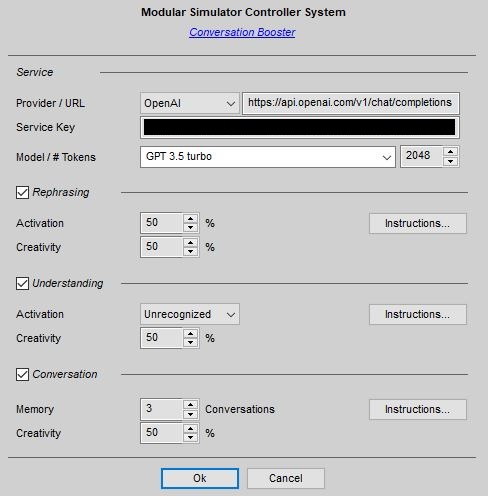 Modular Simulator Controller System
Conversation Booster
Service
Provider / URL OpenAI https://api.openai.com/v1/chat/completions
Service Key
Model / # Tokens GPT 3.5 turbo 2048
Rephrasing
Activation 50 % Instructions...
Creativity 50 %
Understanding
Activation Unrecognized Instructions...
Creativity 50 %
Conversation
Memory 3 Conversations Instructions...
Creativity 50 %
Ok Cancel